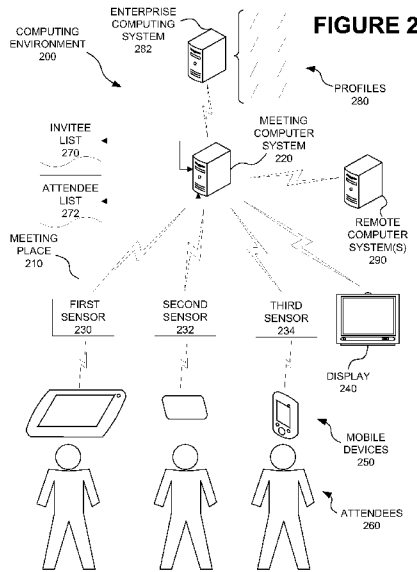 FIGURE 2
COMPUTING
ENVIRONMENT
200
ENTERPRISE
COMPUTING
SYSTEM
282
PROFILES
280
INVITEE
LIST
270
MEETING
COMPUTER
SYSTEM
220
ATTENDEE
LIST
272
REMOTE
COMPUTER
SYSTEM(S)
290
MEETING
PLACE
210
FIRST
SENSOR
230
SECOND
SENSOR
232
THIRD
SENSOR
234
DISPLAY
240
MOBILE
DEVICES
250
ATTENDEES
260